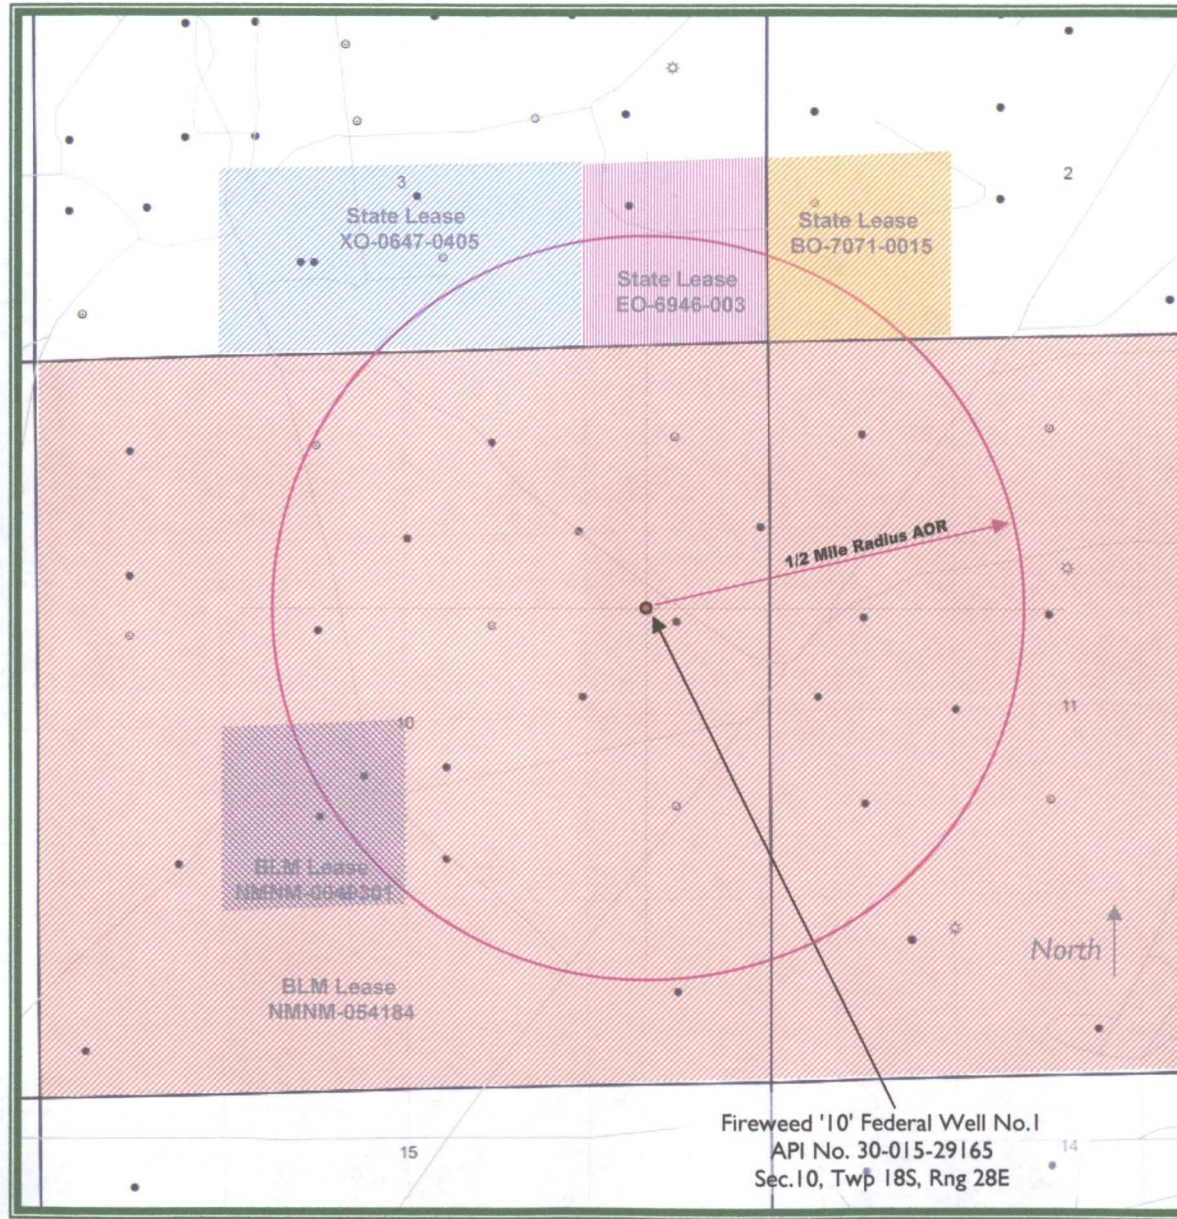 3
2
State Lease
XO-0647-0405
State Lease
BO-7071-0015
State Lease
EO-6946-003
1/2 Mile Radius AOR
10
11
BLM Lease
NMNM-0049301
North
BLM Lease
NMNM-054184
Fireweed '10' Federal Well No.1
API No. 30-015-29165
Sec.10, Twp 18S, Rng 28E
15
14